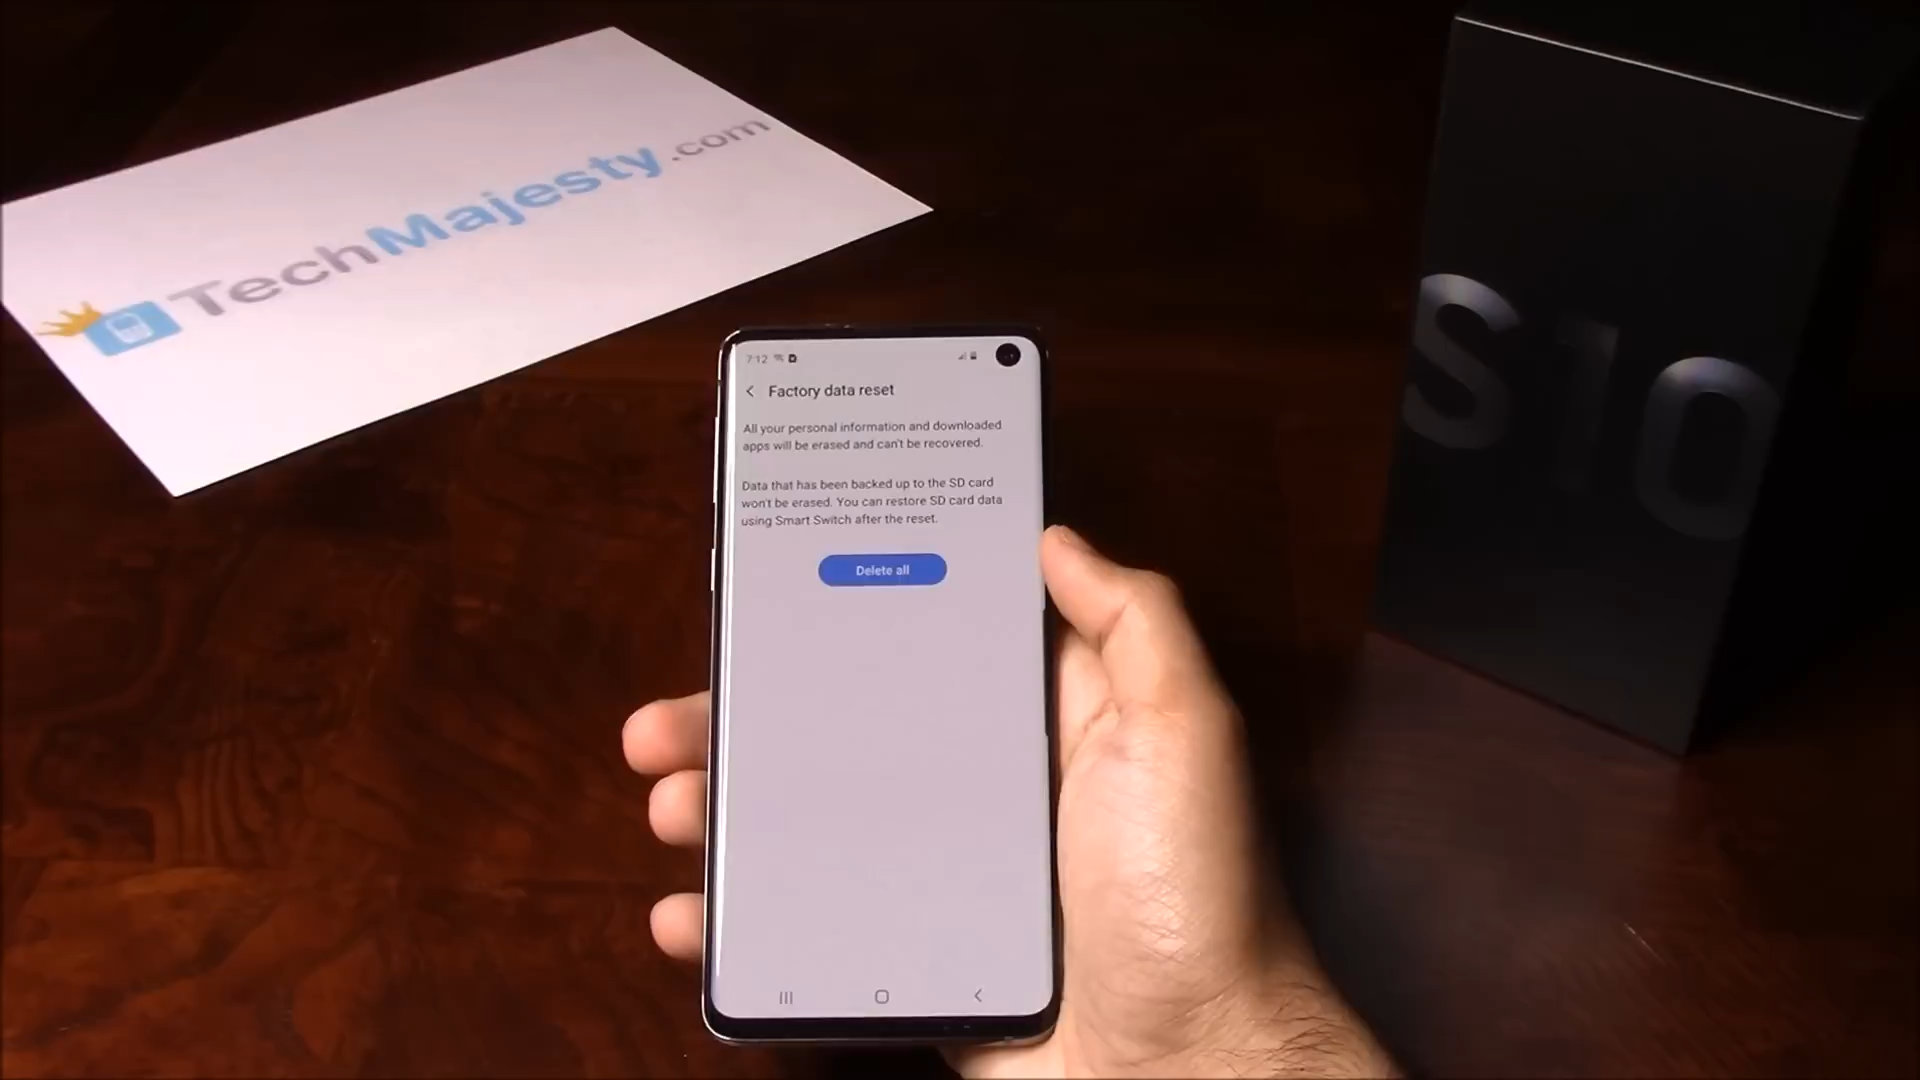 TechMajesty.com
S10
7:12
Factory data reset
All your personal information and downloaded
apps will be erased and can't be recovered.
Data that has been backed up to the SD card
won't be erased. You can restore SD card data
using Smart Switch after the reset.
Delete all